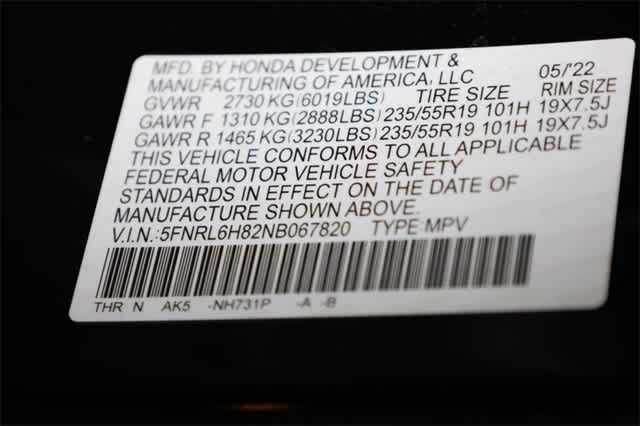 MFD. BY HONDA DEVELOPMENT &
MANUFACTURING OF AMERICA, LLC 05/'22
GVWR 2730 KG(6019LBS) TIRE SIZE RIM SIZE
GAWR F 1310 KG(2888LBS) 235/55R19 101H 19X7.5J
GAWR R 1465 KG(3230LBS) 235/55R19 101H 19X7.5J
THIS VEHICLE CONFORMS TO ALL APPLICABLE
FEDERAL MOTOR VEHICLE SAFETY
STANDARDS IN EFFECT ON THE DATE OF
MANUFACTURE SHOWN ABOVE.
V.I.N.:5FNRL6H82NB067820 TYPE:MPV
THR N AK5 -NH731P -A -B